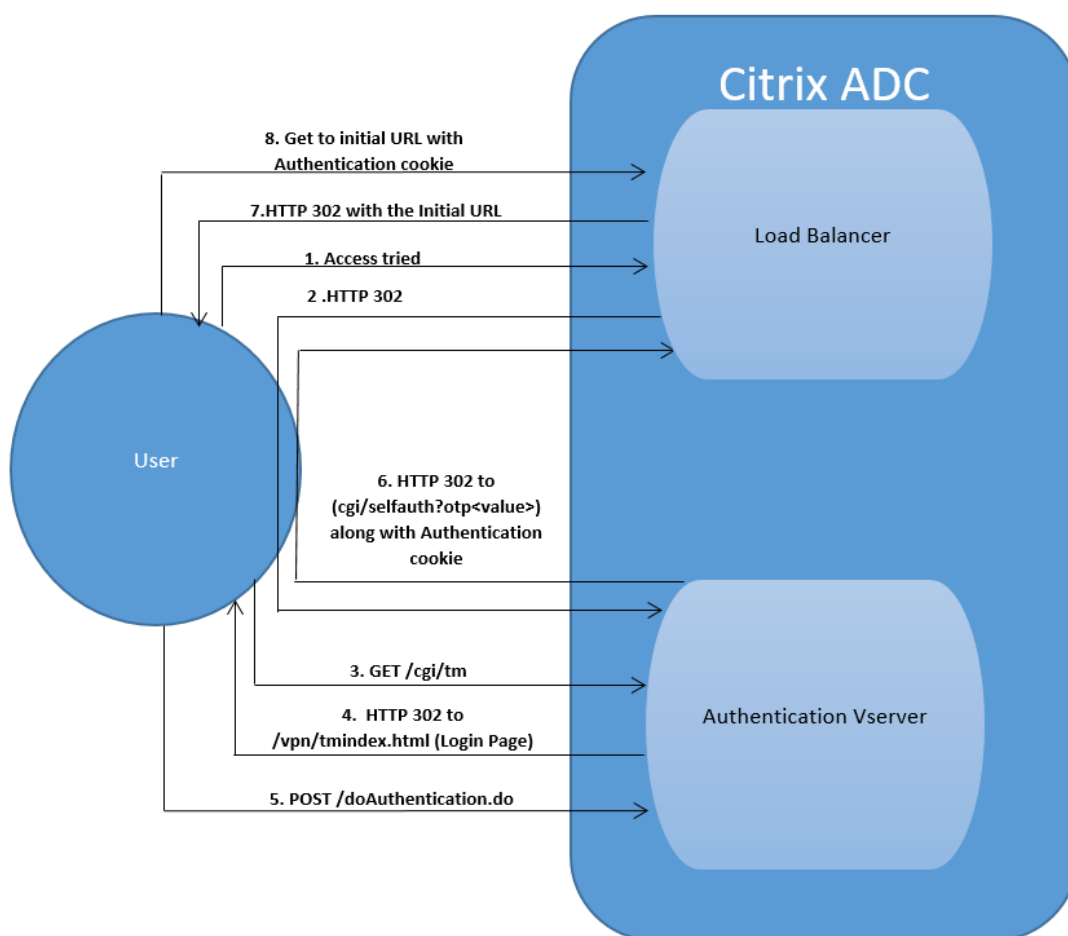 Citrix ADC
8. Get to initial URL with
Authentication cookie
7.HTTP 302 with the Initial URL
Load Balancer
1. Access tried
2 .HTTP 302
User
6. HTTP 302 to
(cgi/selfauth?otp<value>)
along with Authentication
cookie
3. GET /cgi/tm
4. HTTP 302 to
/vpn/tmindex.html (Login Page)
Authentication Vserver
5. POST /doAuthentication.do